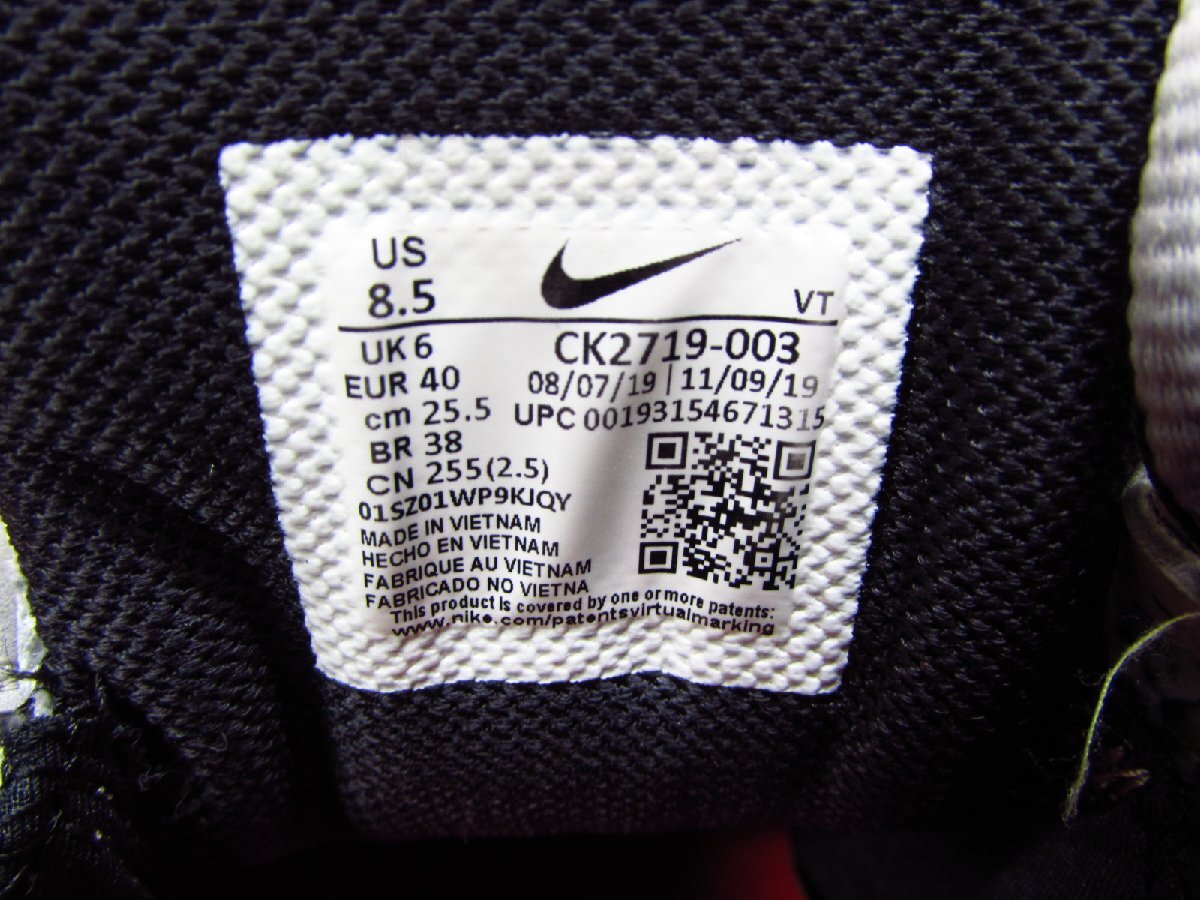 US
8.5
VT
UK 6
CK2719-003
EUR 40
08/07/19 | 11/09/19
cm 25.5
UPC 00193154671315
BR 38
CN 255(2.5)
01SZ01WP9KJQY
MADE IN VIETNAM
HECHO EN VIETNAM
FABRIQUE AU VIETNAM
FABRICADO NO VIETNA
This product is covered by one or more patents:
www.nike.com/patentsvirtualmarking